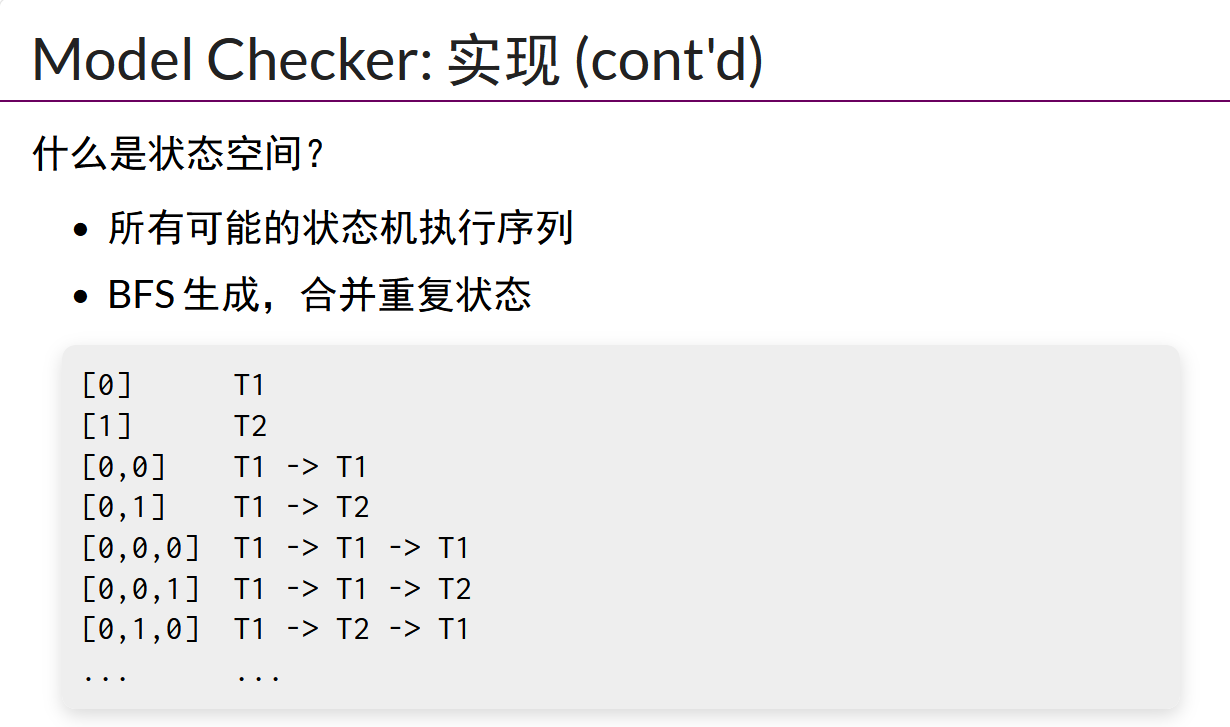 Model Checker: 实现 (cont'd)
什么是状态空间？
• 所有可能的状态机执行序列
• BFS 生成，合并重复状态
[0]      T1
[1]      T2
[0,0]    T1 -> T1
[0,1]    T1 -> T2
[0,0,0]  T1 -> T1 -> T1
[0,0,1]  T1 -> T1 -> T2
[0,1,0]  T1 -> T2 -> T1
...      ...